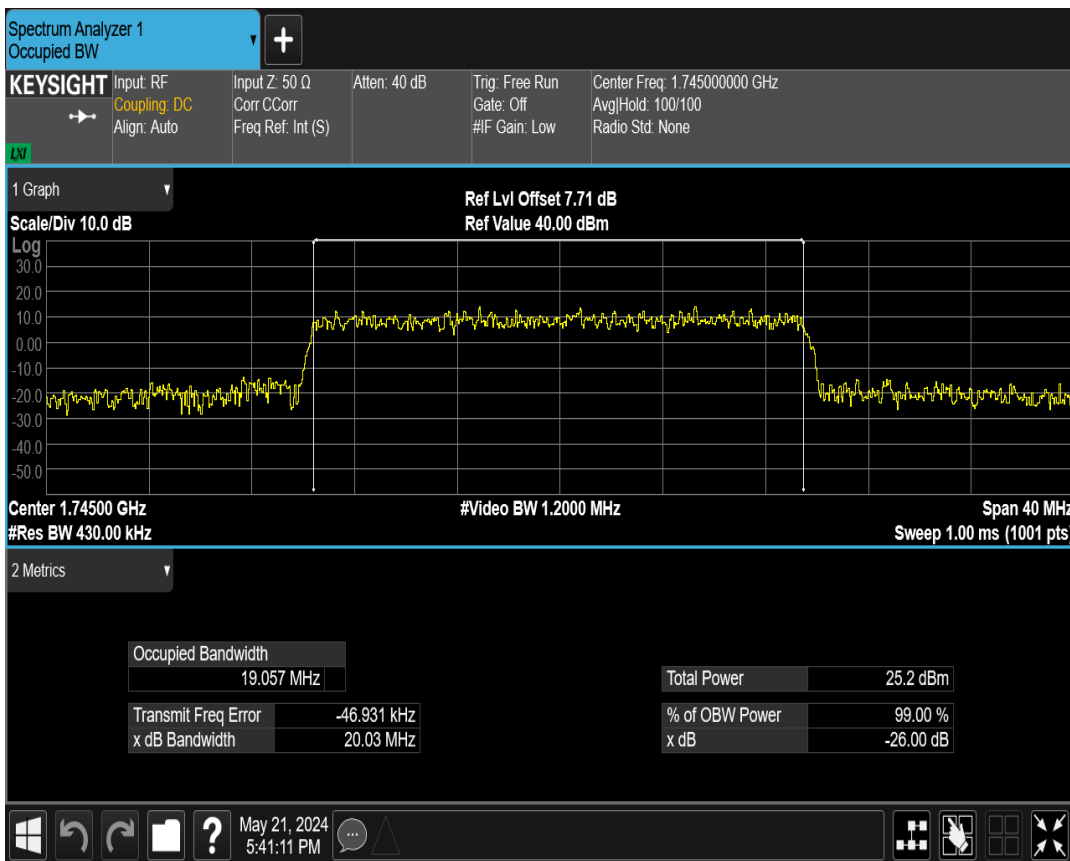 Spectrum Analyzer 1
Occupied BW
KEYSIGHT
LXI
Input: RF
Coupling: DC
Align: Auto
Input Z: 50 Ω
Corr CCorr
Freq Ref: Int (S)
Atten: 40 dB
Trig: Free Run
Gate: Off
#IF Gain: Low
Center Freq: 1.745000000 GHz
Avg|Hold: 100/100
Radio Std: None
1 Graph
Scale/Div 10.0 dB
Ref Lvl Offset 7.71 dB
Ref Value 40.00 dBm
Log
30.0
20.0
10.0
0.00
-10.0
-20.0
-30.0
-40.0
-50.0
Center 1.74500 GHz
#Video BW 1.2000 MHz
Span 40 MHz
#Res BW 430.00 kHz
Sweep 1.00 ms (1001 pts)
2 Metrics
Occupied Bandwidth
19.057 MHz
Total Power 25.2 dBm
Transmit Freq Error -46.931 kHz
% of OBW Power 99.00 %
x dB Bandwidth 20.03 MHz
x dB -26.00 dB
?
May 21, 2024
5:41:11 PM